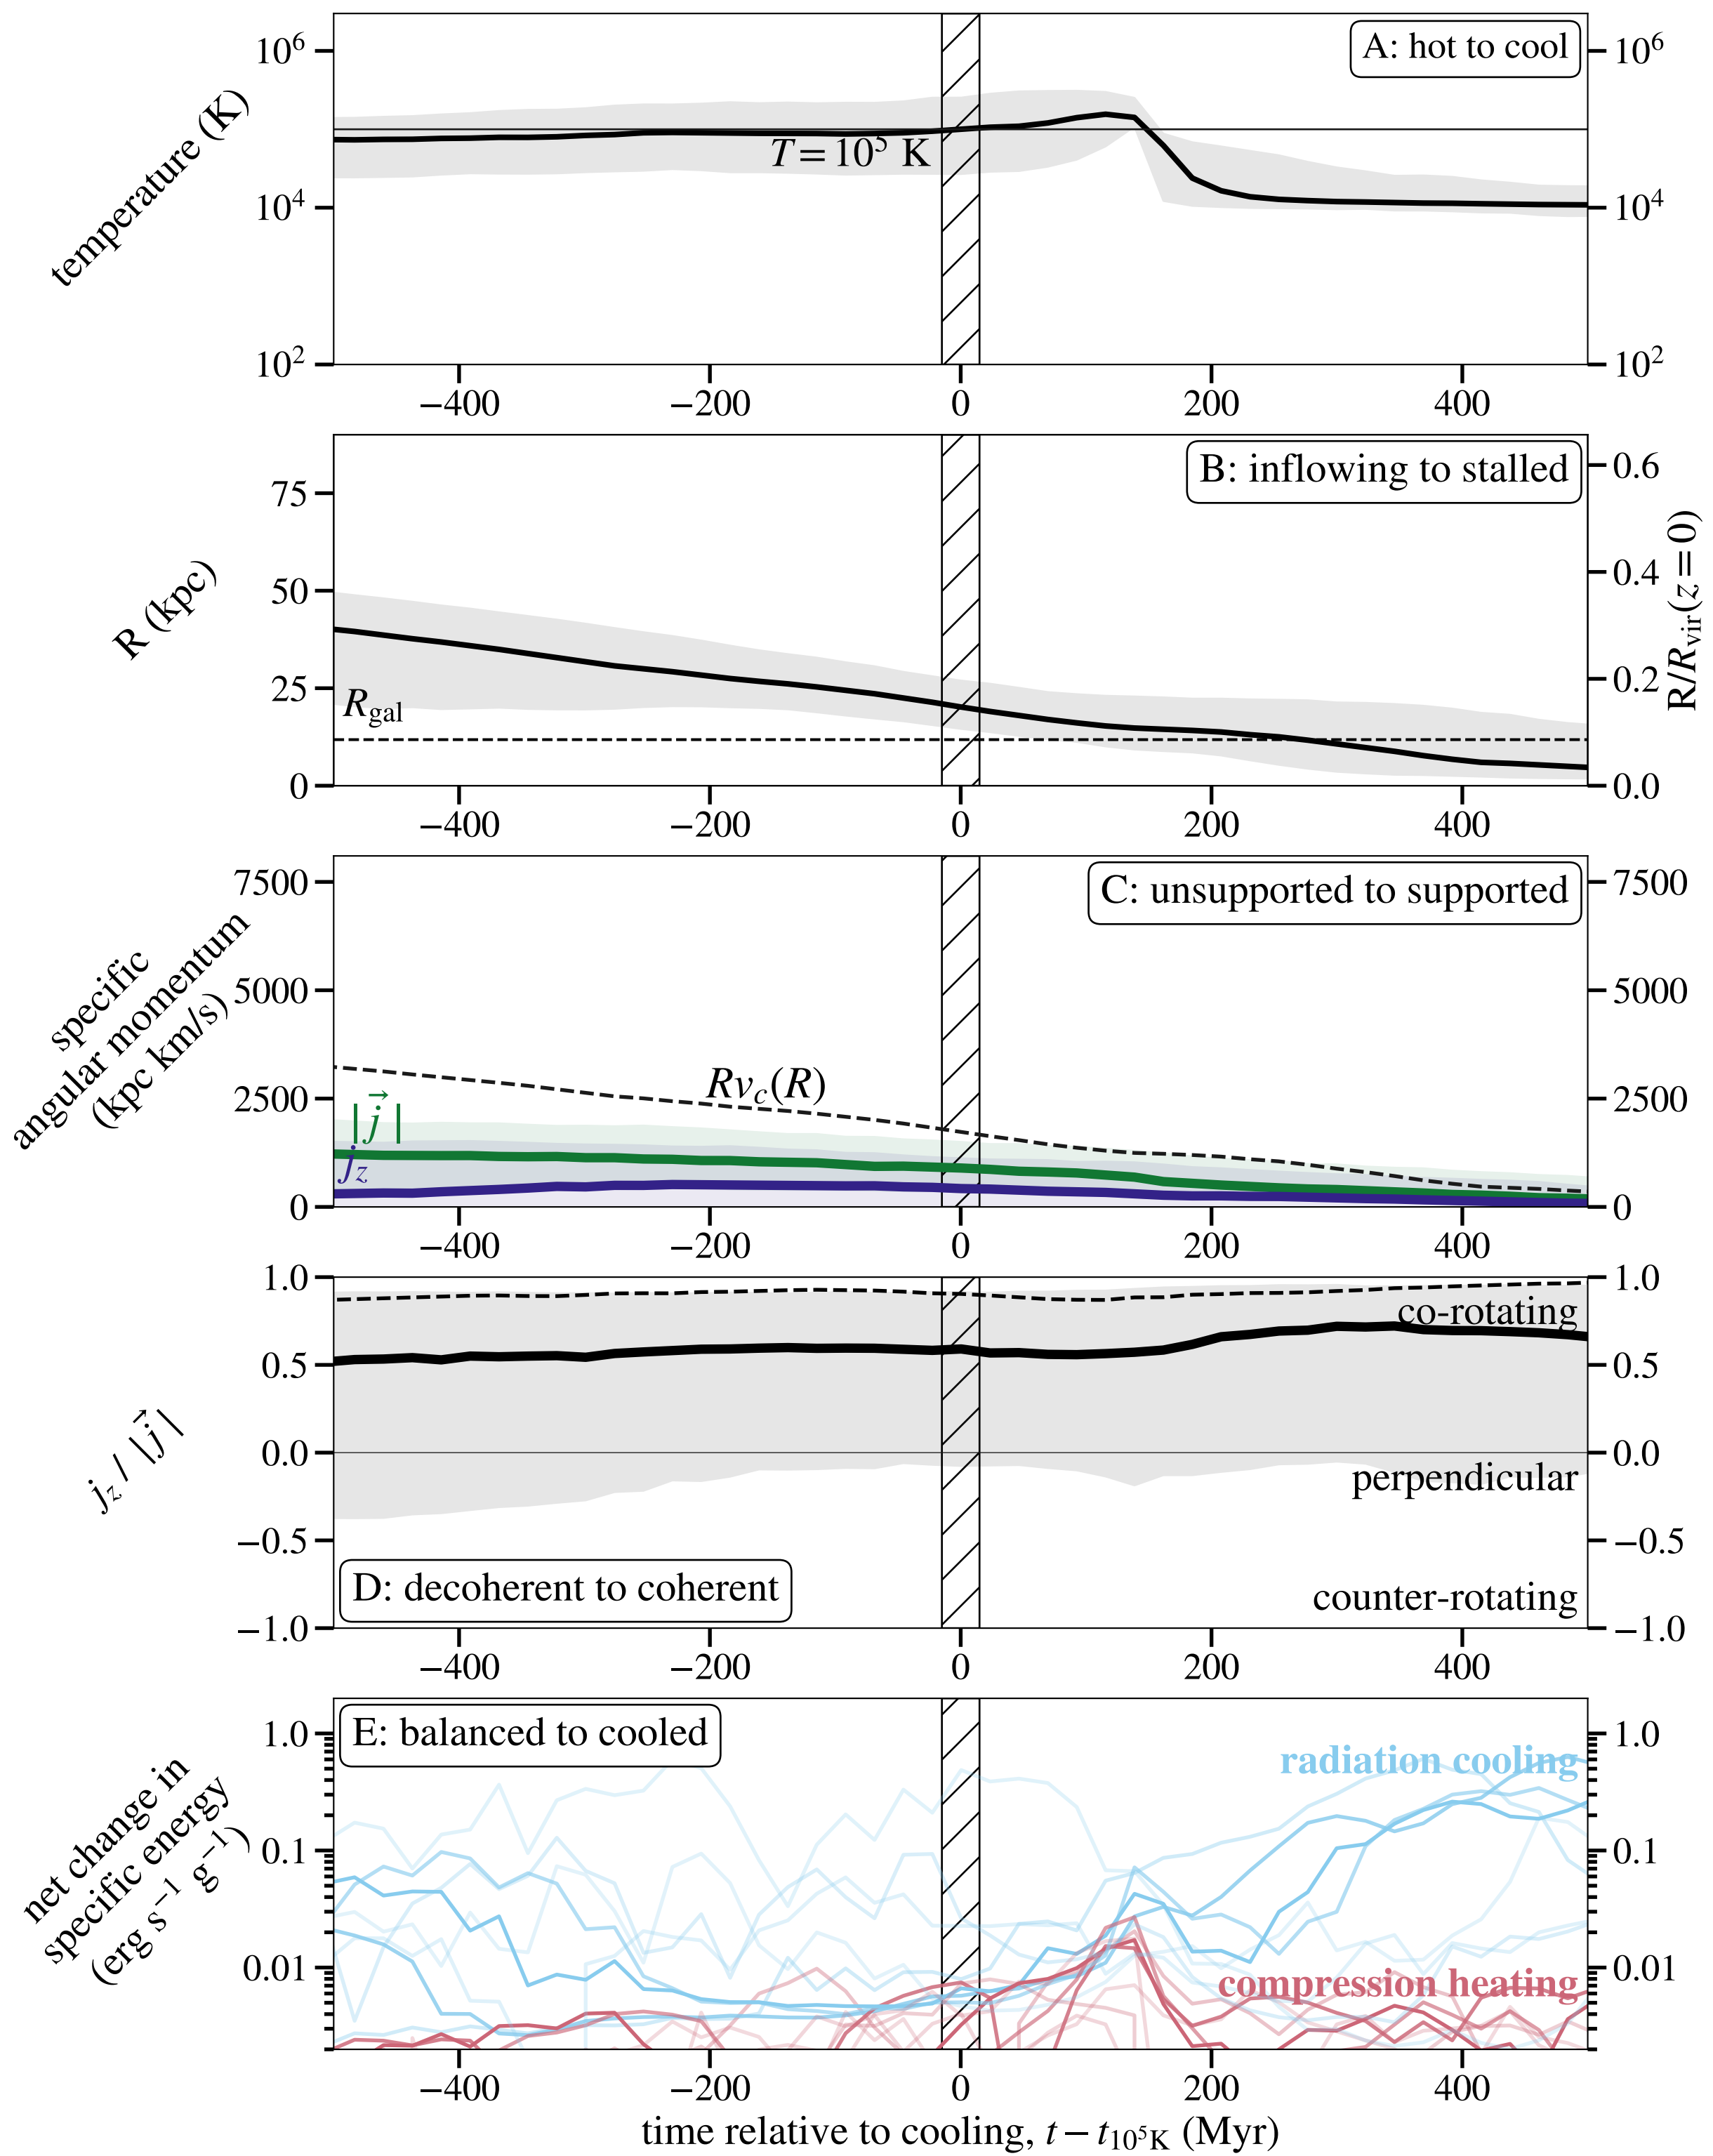 A: hot to cool
temperature (K)
10⁶
10⁴
10²
10⁶
10⁴
10²
T = 10⁵ K
−400
−200
0
200
400
B: inflowing to stalled
R (kpc)
75
50
25
0
0.6
0.4
0.2
0.0
R/R_vir(z = 0)
R_gal
−400
−200
0
200
400
C: unsupported to supported
specific
angular momentum
(kpc km/s)
7500
5000
2500
0
7500
5000
2500
0
Rv_c(R)
|j⃗|
j_z
−400
−200
0
200
400
j_z / |j⃗|
1.0
0.5
0.0
−0.5
−1.0
1.0
0.5
0.0
−0.5
−1.0
co-rotating
perpendicular
counter-rotating
D: decoherent to coherent
−400
−200
0
200
400
E: balanced to cooled
net change in
specific energy
(erg s⁻¹ g⁻¹)
1.0
0.1
0.01
1.0
0.1
0.01
radiation cooling
compression heating
−400
−200
0
200
400
time relative to cooling, t − t_10⁵K (Myr)